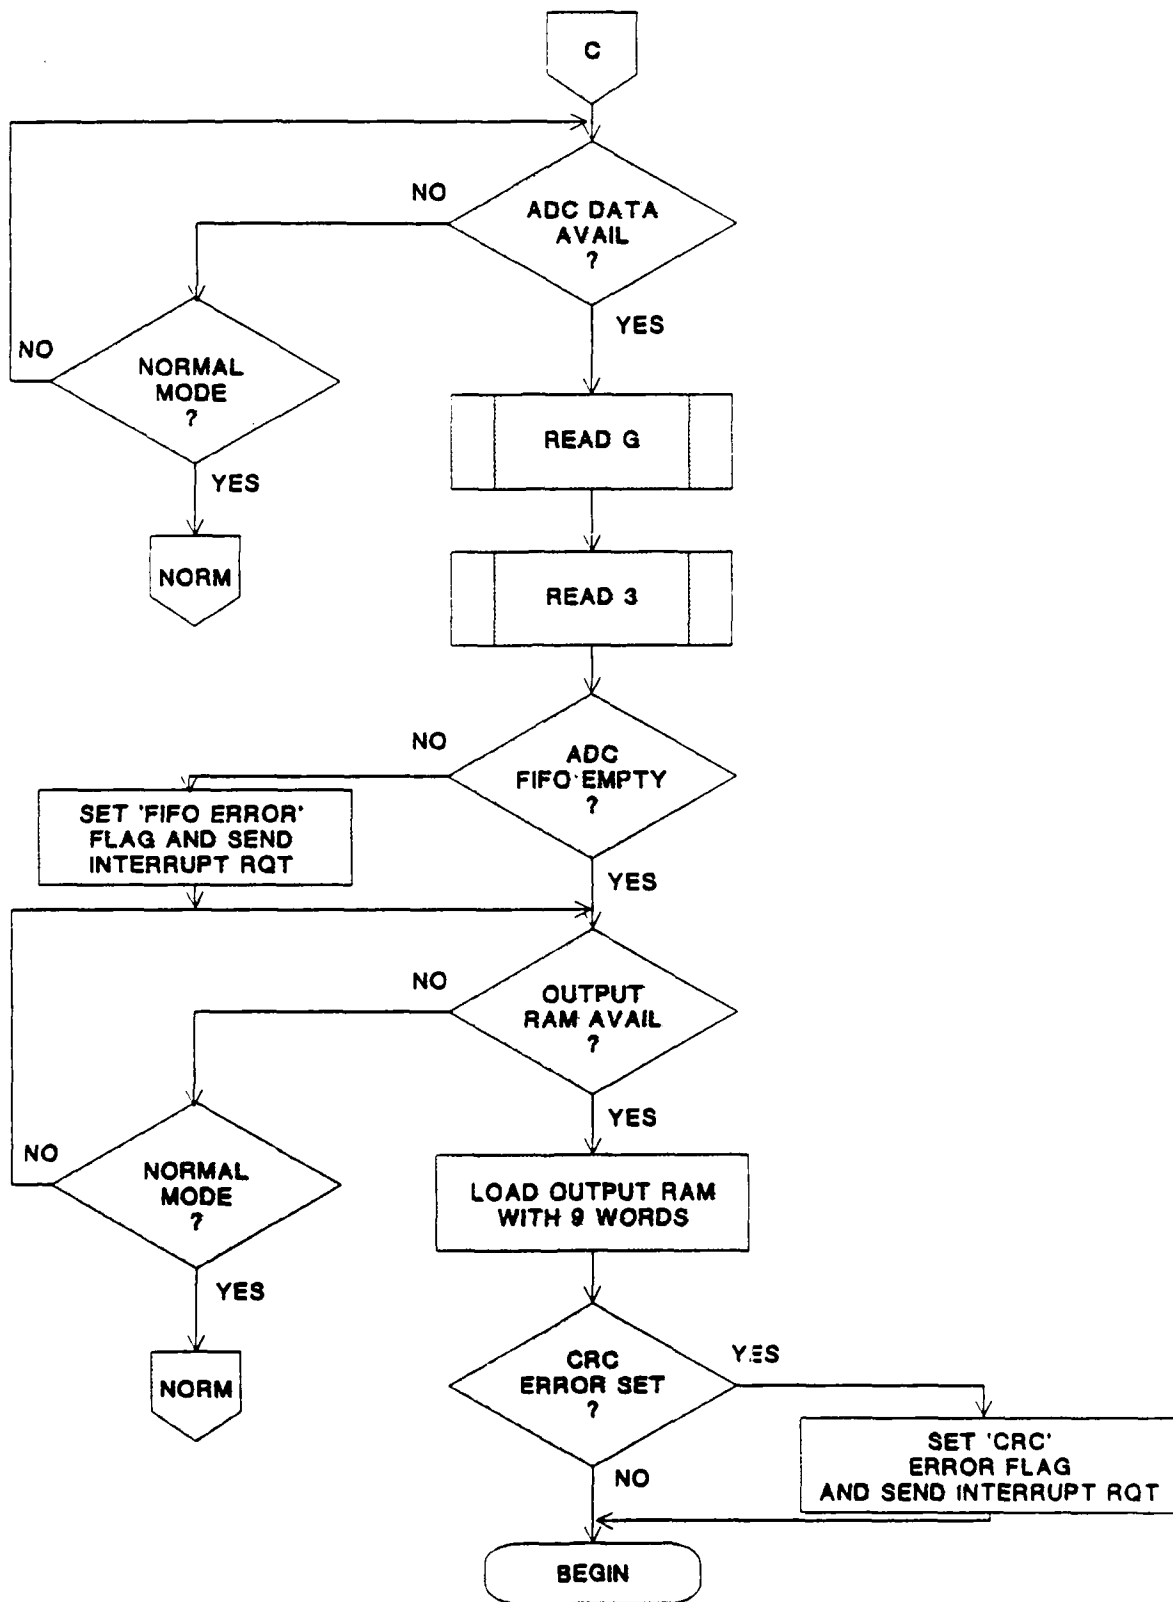 C
NO
ADC DATA
AVAIL
?
YES
NO
NORMAL
MODE
?
YES
NORM
READ G
READ 3
NO
ADC
FIFO EMPTY
?
YES
SET 'FIFO ERROR'
FLAG AND SEND
INTERRUPT RQT
NO
OUTPUT
RAM AVAIL
?
YES
NO
NORMAL
MODE
?
YES
NORM
LOAD OUTPUT RAM
WITH 9 WORDS
CRC
ERROR SET
?
YES
NO
SET 'CRC'
ERROR FLAG
AND SEND INTERRUPT RQT
BEGIN